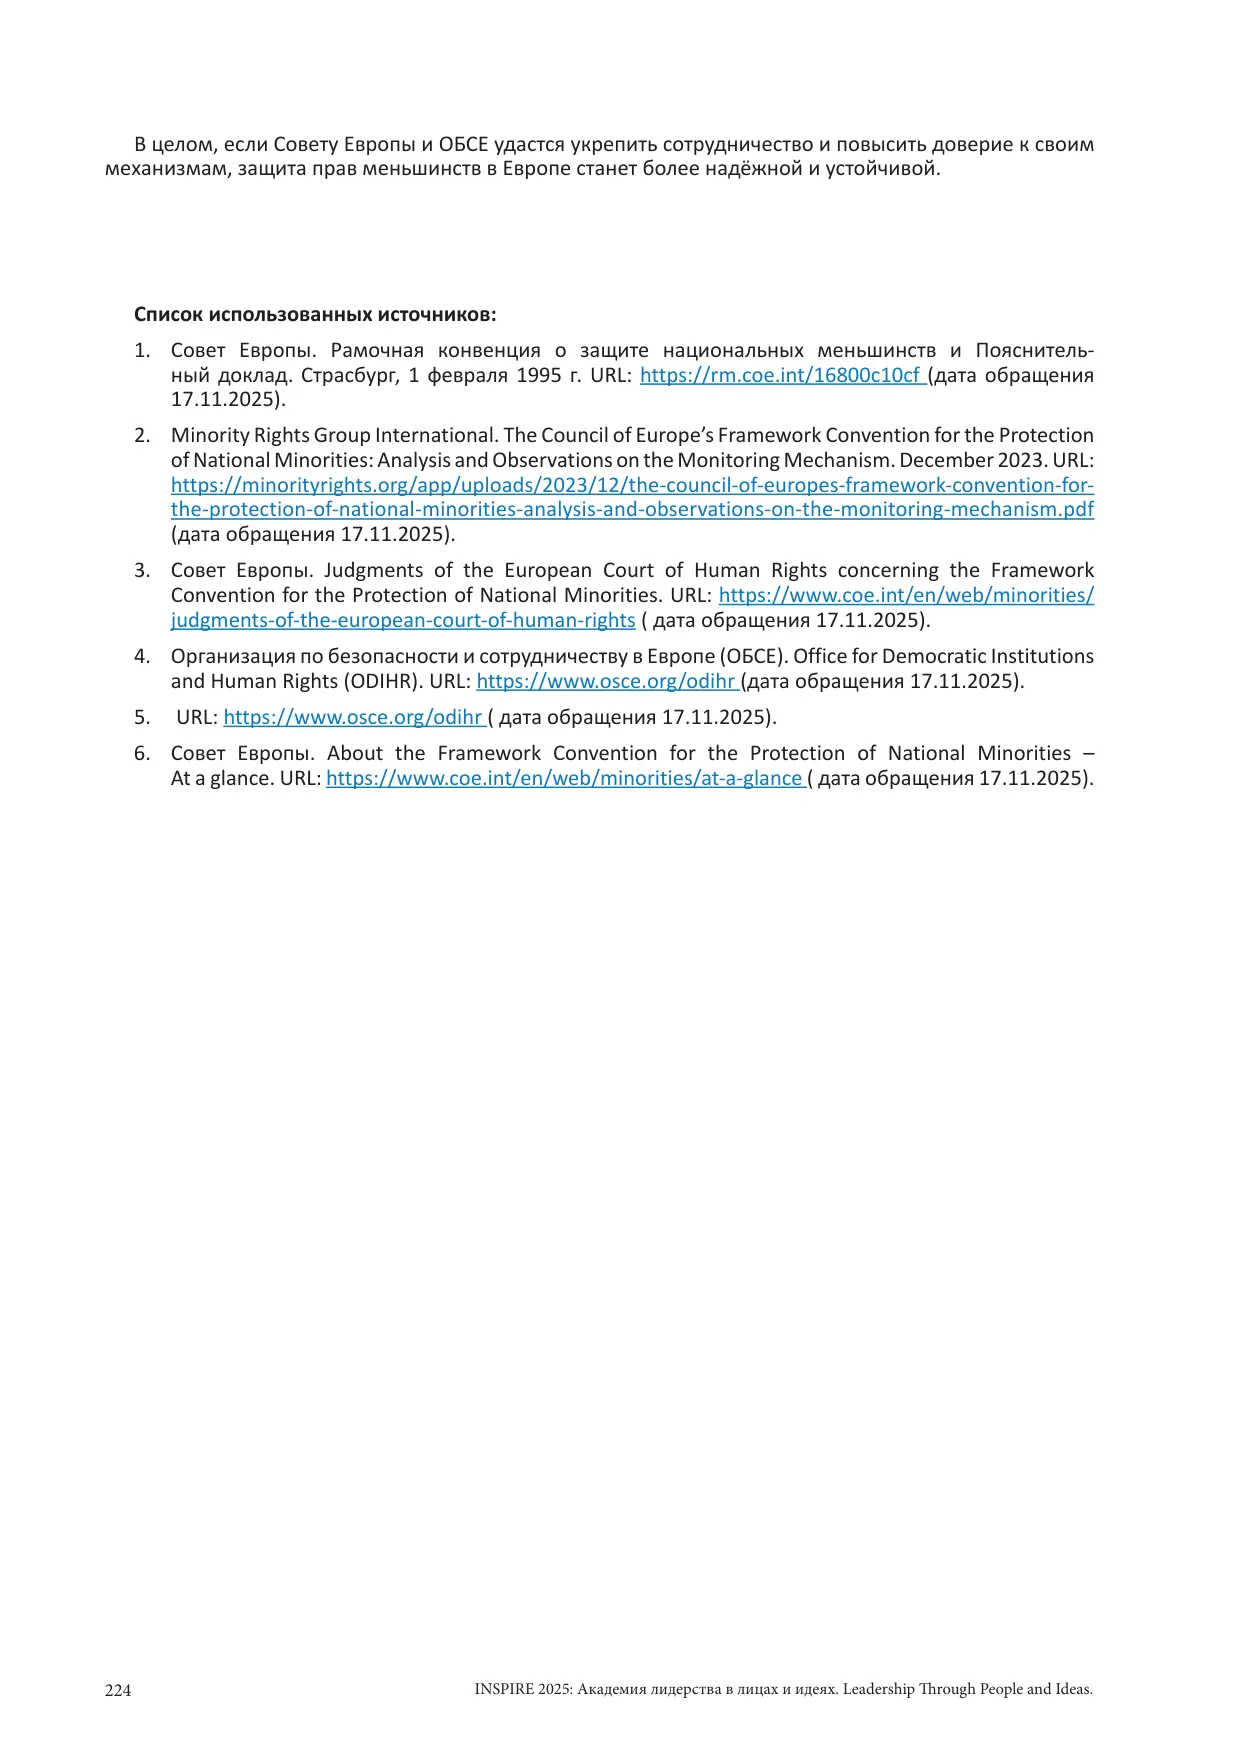 В целом, если Совету Европы и ОБСЕ удастся укрепить сотрудничество и повысить доверие к своим
механизмам, защита прав меньшинств в Европе станет более надёжной и устойчивой.
Список использованных источников:
1. Совет Европы. Рамочная конвенция о защите национальных меньшинств и Пояснитель-
ный доклад. Страсбург, 1 февраля 1995 г. URL: https://rm.coe.int/16800c10cf (дата обращения
17.11.2025).
2. Minority Rights Group International. The Council of Europe’s Framework Convention for the Protection
of National Minorities: Analysis and Observations on the Monitoring Mechanism. December 2023. URL:
https://minorityrights.org/app/uploads/2023/12/the-council-of-europes-framework-convention-for-
the-protection-of-national-minorities-analysis-and-observations-on-the-monitoring-mechanism.pdf
(дата обращения 17.11.2025).
3. Совет Европы. Judgments of the European Court of Human Rights concerning the Framework
Convention for the Protection of National Minorities. URL: https://www.coe.int/en/web/minorities/
judgments-of-the-european-court-of-human-rights ( дата обращения 17.11.2025).
4. Организация по безопасности и сотрудничеству в Европе (ОБСЕ). Office for Democratic Institutions
and Human Rights (ODIHR). URL: https://www.osce.org/odihr (дата обращения 17.11.2025).
5. URL: https://www.osce.org/odihr ( дата обращения 17.11.2025).
6. Совет Европы. About the Framework Convention for the Protection of National Minorities –
At a glance. URL: https://www.coe.int/en/web/minorities/at-a-glance ( дата обращения 17.11.2025).
224 INSPIRE 2025: Академия лидерства в лицах и идеях. Leadership Through People and Ideas.